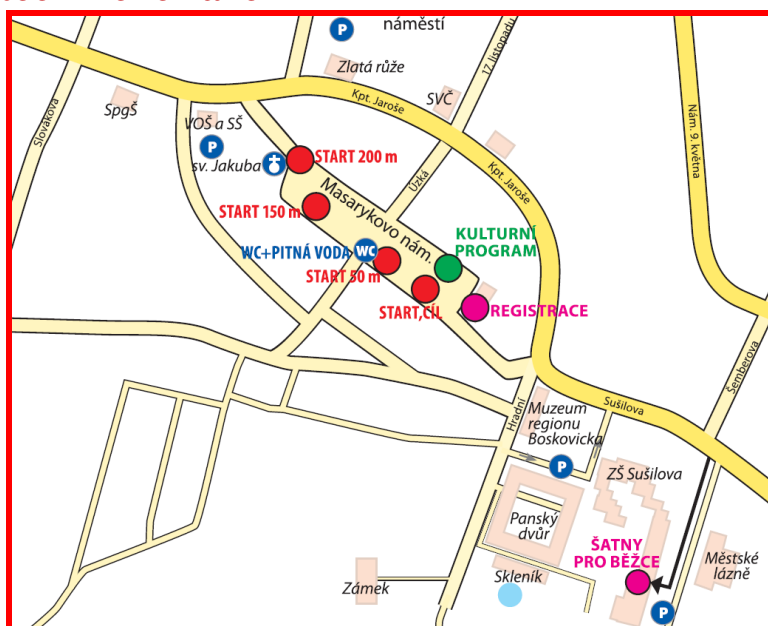 P
náměstí
Zlatá růže
17. listopadu
Kpt. Jaroše
SVČ
SpgŠ
Slovákova
VOŠ a SŠ
P
sv. Jakuba
START 200 m
Kpt. Jaroše
Nám. 9. května
Úzká
Masarykovo nám.
START 150 m
KULTURNÍ
PROGRAM
WC+PITNÁ VODA
WC
START 50 m
START,CÍL
REGISTRACE
Šemberova
Hradní
Sušilova
Muzeum
regionu
Boskovicka
P
ZŠ Sušilova
Panský
dvůr
ŠATNY
PRO BĚŽCE
Městské
lázně
Skleník
Zámek
P